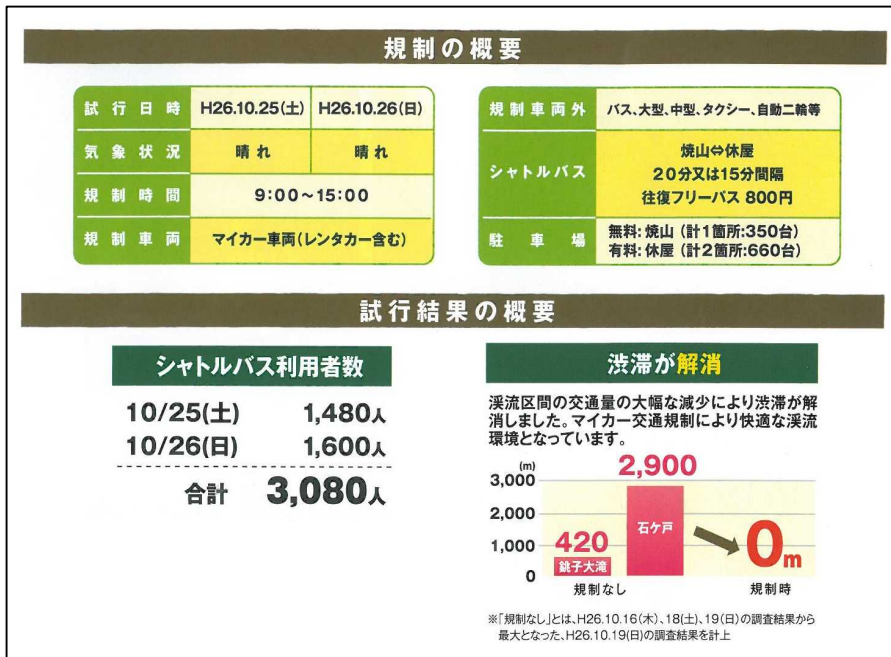 規制の概要
試行日時 H26.10.25(土) H26.10.26(日)
気象状況 晴れ 晴れ
規制時間 9:00～15:00
規制車両 マイカー車両(レンタカー含む)
規制車両外 バス、大型、中型、タクシー、自動二輪等
シャトルバス
焼山⇔休屋
20分又は15分間隔
往復フリーパス 800円
駐車場
無料:焼山(計1箇所:350台)
有料:休屋(計2箇所:660台)
試行結果の概要
シャトルバス利用者数
10/25(土) 1,480人
10/26(日) 1,600人
合計 3,080人
渋滞が解消
渓流区間の交通量の大幅な減少により渋滞が解
消しました。マイカー交通規制により快適な渓流
環境となっています。
(m)
3,000
2,000
1,000
0
2,900
石ケ戸
420
銚子大滝
0m
規制なし 規制時
※「規制なし」とは、H26.10.16(木)、18(土)、19(日)の調査結果から
最大となった、H26.10.19(日)の調査結果を計上